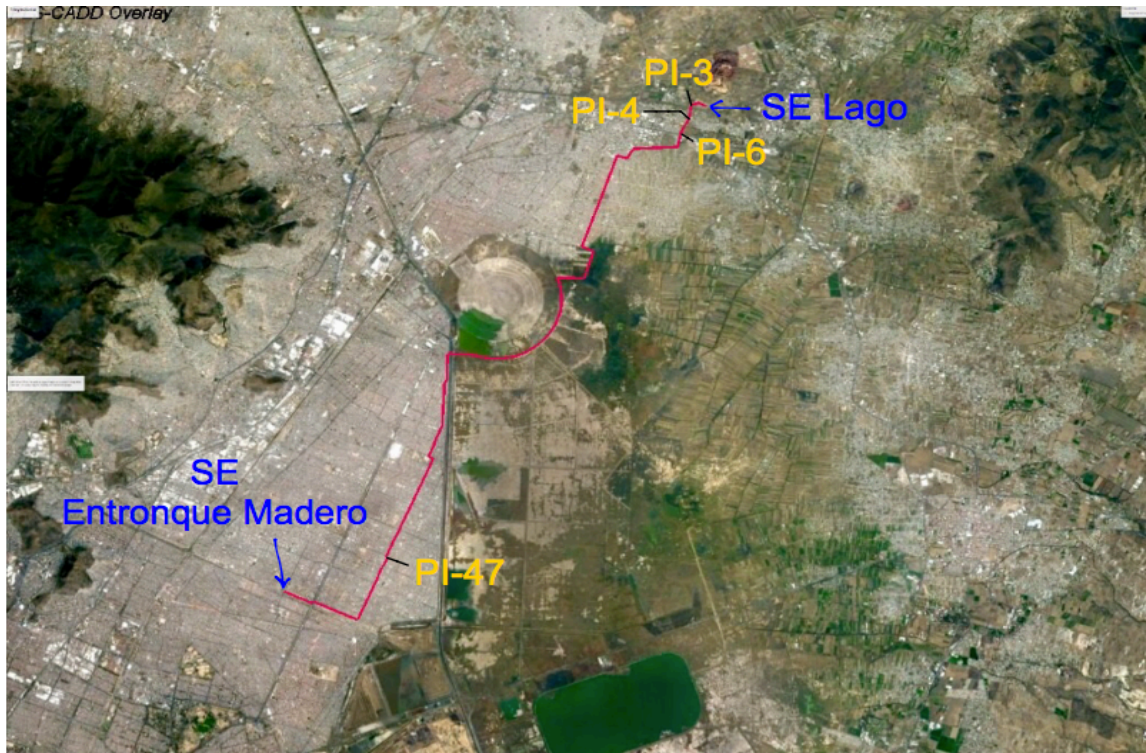 S-CADD Overlay
PI-3
PI-4
SE Lago
PI-6
SE
Entronque Madero
PI-47